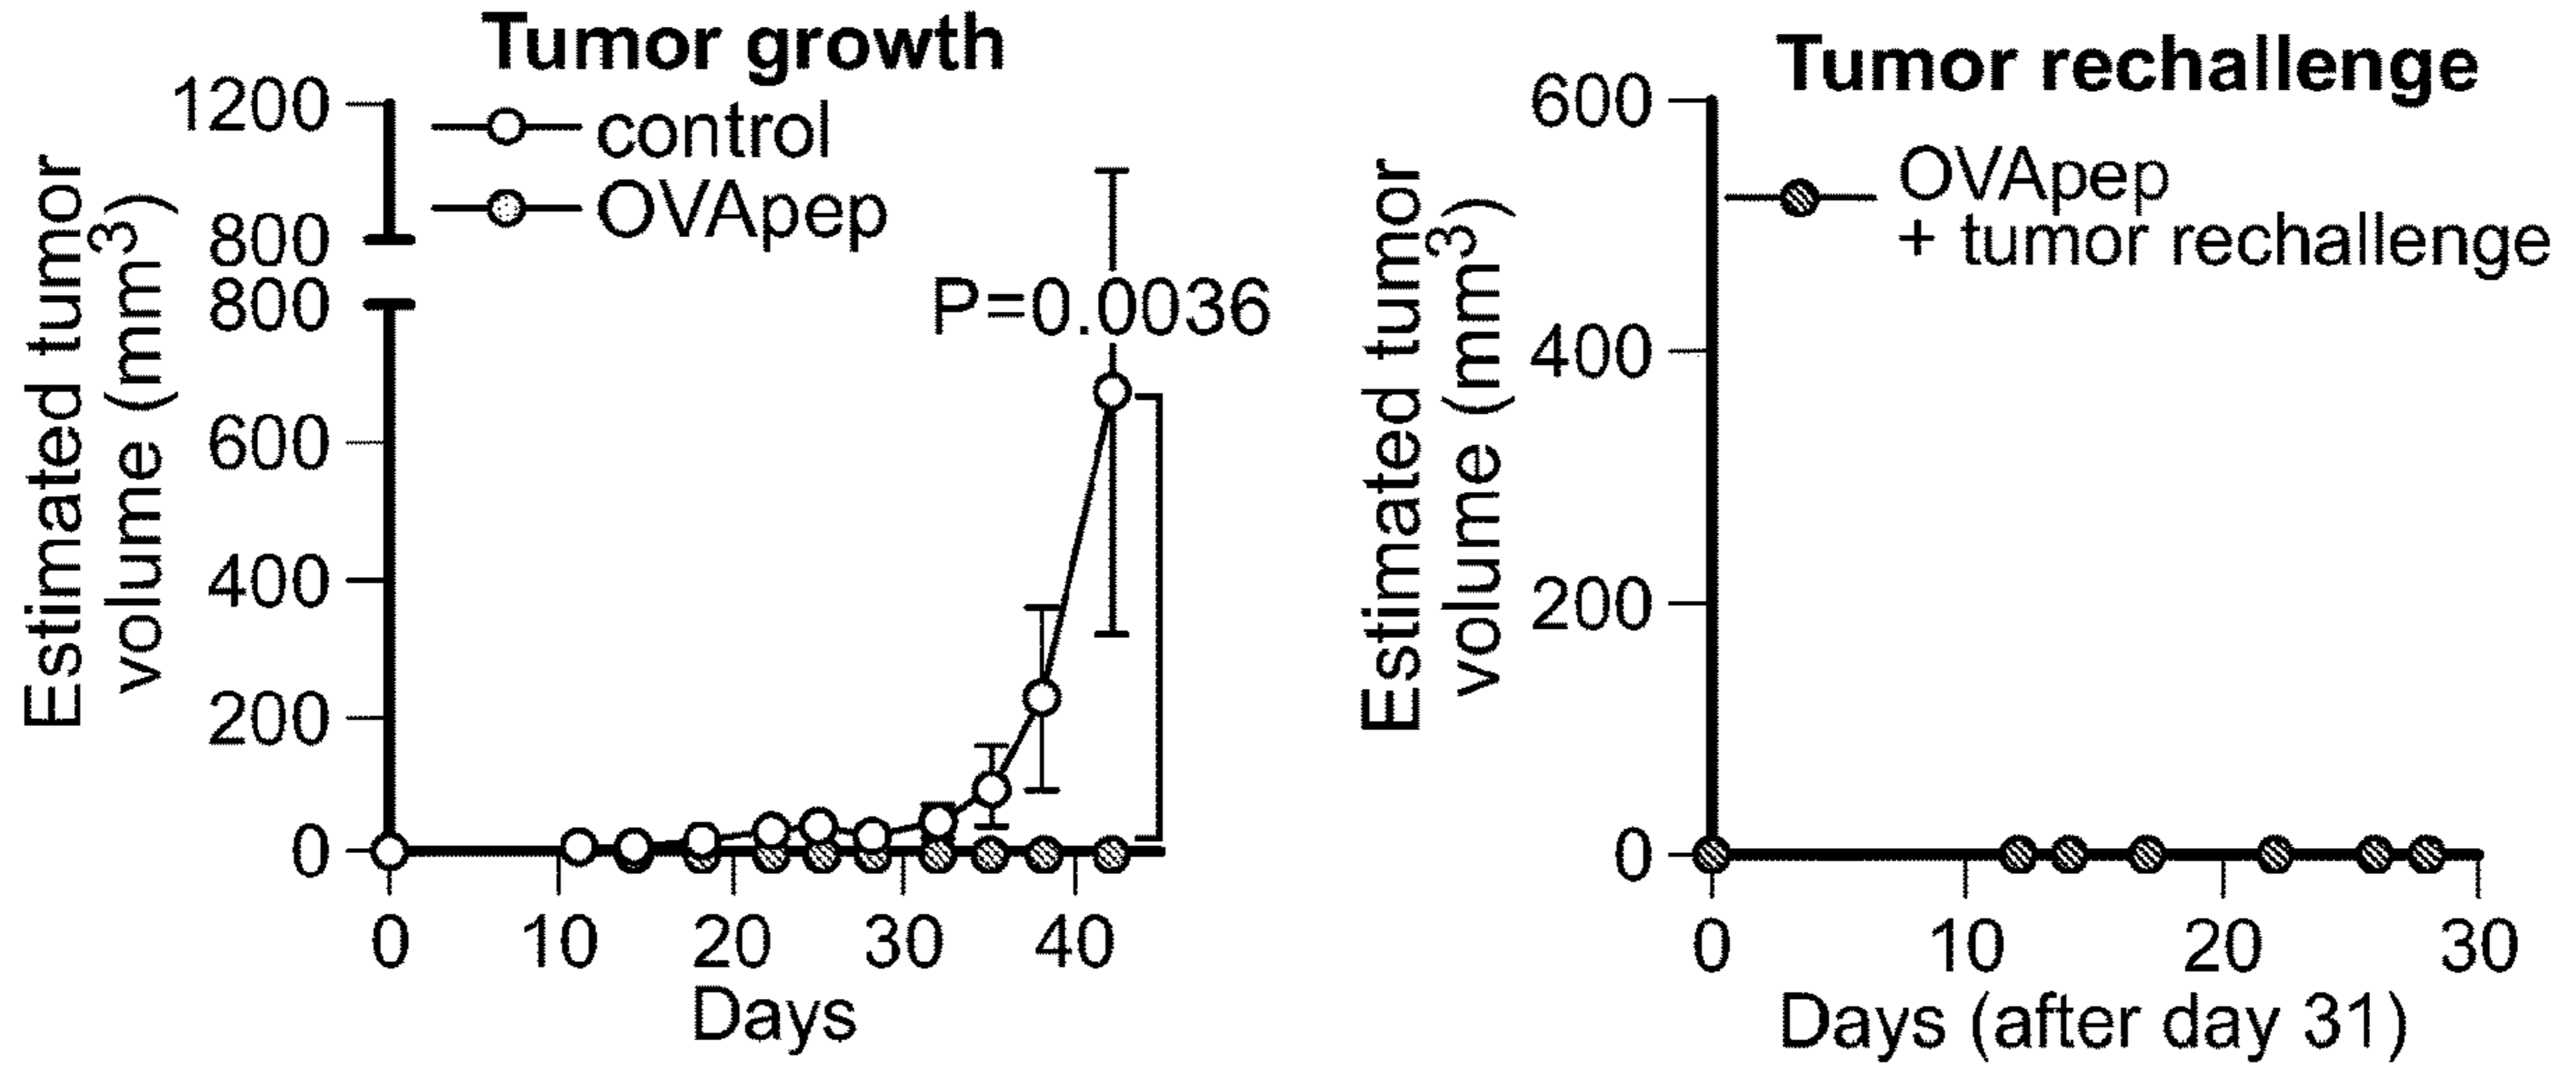 Tumor growth
1200
800
800
600
400
200
0
Estimated tumor
volume (mm³)
control
OVApep
P=0.0036
0 10 20 30 40
Days
Tumor rechallenge
600
400
200
0
Estimated tumor
volume (mm³)
OVApep
+ tumor rechallenge
0 10 20 30
Days (after day 31)